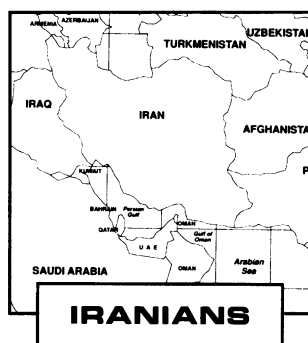 ARMENIA
AZERBAIJAN
UZBEKISTA
TURKMENISTAN
IRAQ
IRAN
AFGHANISTA
P
KUWAIT
BAHRAIN
Persian
Gulf
QATAR
OMAN
Gulf of
Oman
U A E
SAUDI ARABIA
OMAN
Arabian
Sea
IRANIANS